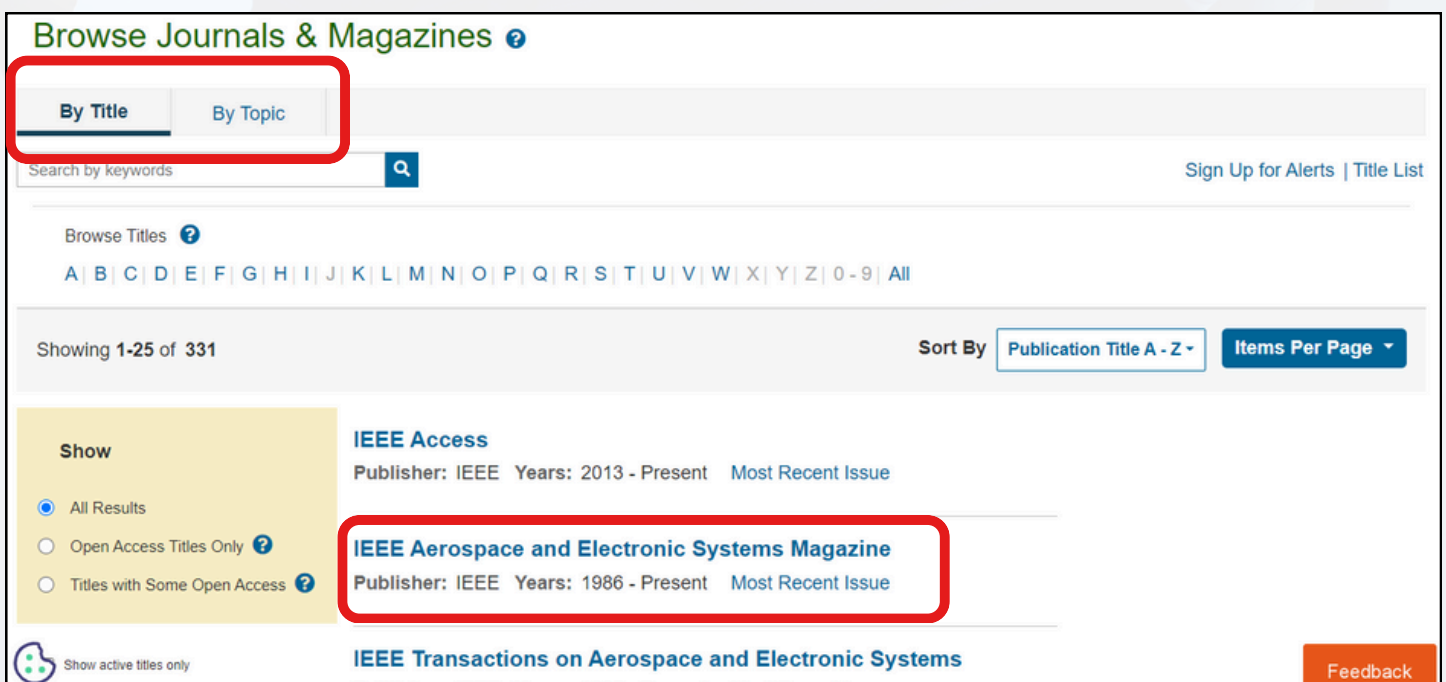 Browse Journals & Magazines ?
By Title By Topic
Search by keywords
Sign Up for Alerts | Title List
Browse Titles ?
A | B | C | D | E | F | G | H | I | J | K | L | M | N | O | P | Q | R | S | T | U | V | W | X | Y | Z | 0 - 9 | All
Showing 1-25 of 331 Sort By Publication Title A - Z Items Per Page
Show
All Results
Open Access Titles Only ?
Titles with Some Open Access ?
Show active titles only
IEEE Access
Publisher: IEEE Years: 2013 - Present Most Recent Issue
IEEE Aerospace and Electronic Systems Magazine
Publisher: IEEE Years: 1986 - Present Most Recent Issue
IEEE Transactions on Aerospace and Electronic Systems
Feedback